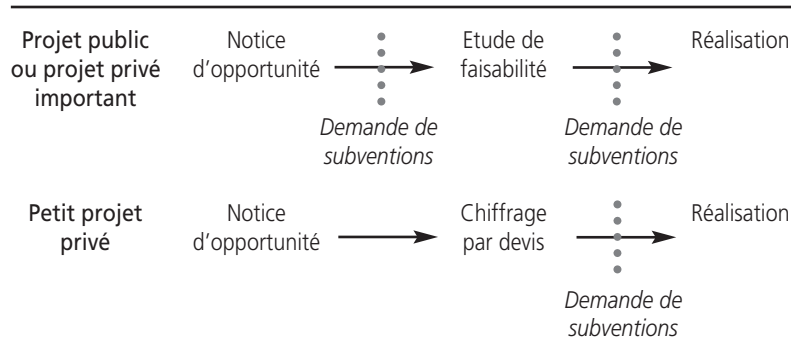 Projet public
ou projet privé
important
Notice
d'opportunité
Etude de
faisabilité
Réalisation
Demande de
subventions
Demande de
subventions
Petit projet
privé
Notice
d'opportunité
Chiffrage
par devis
Réalisation
Demande de
subventions